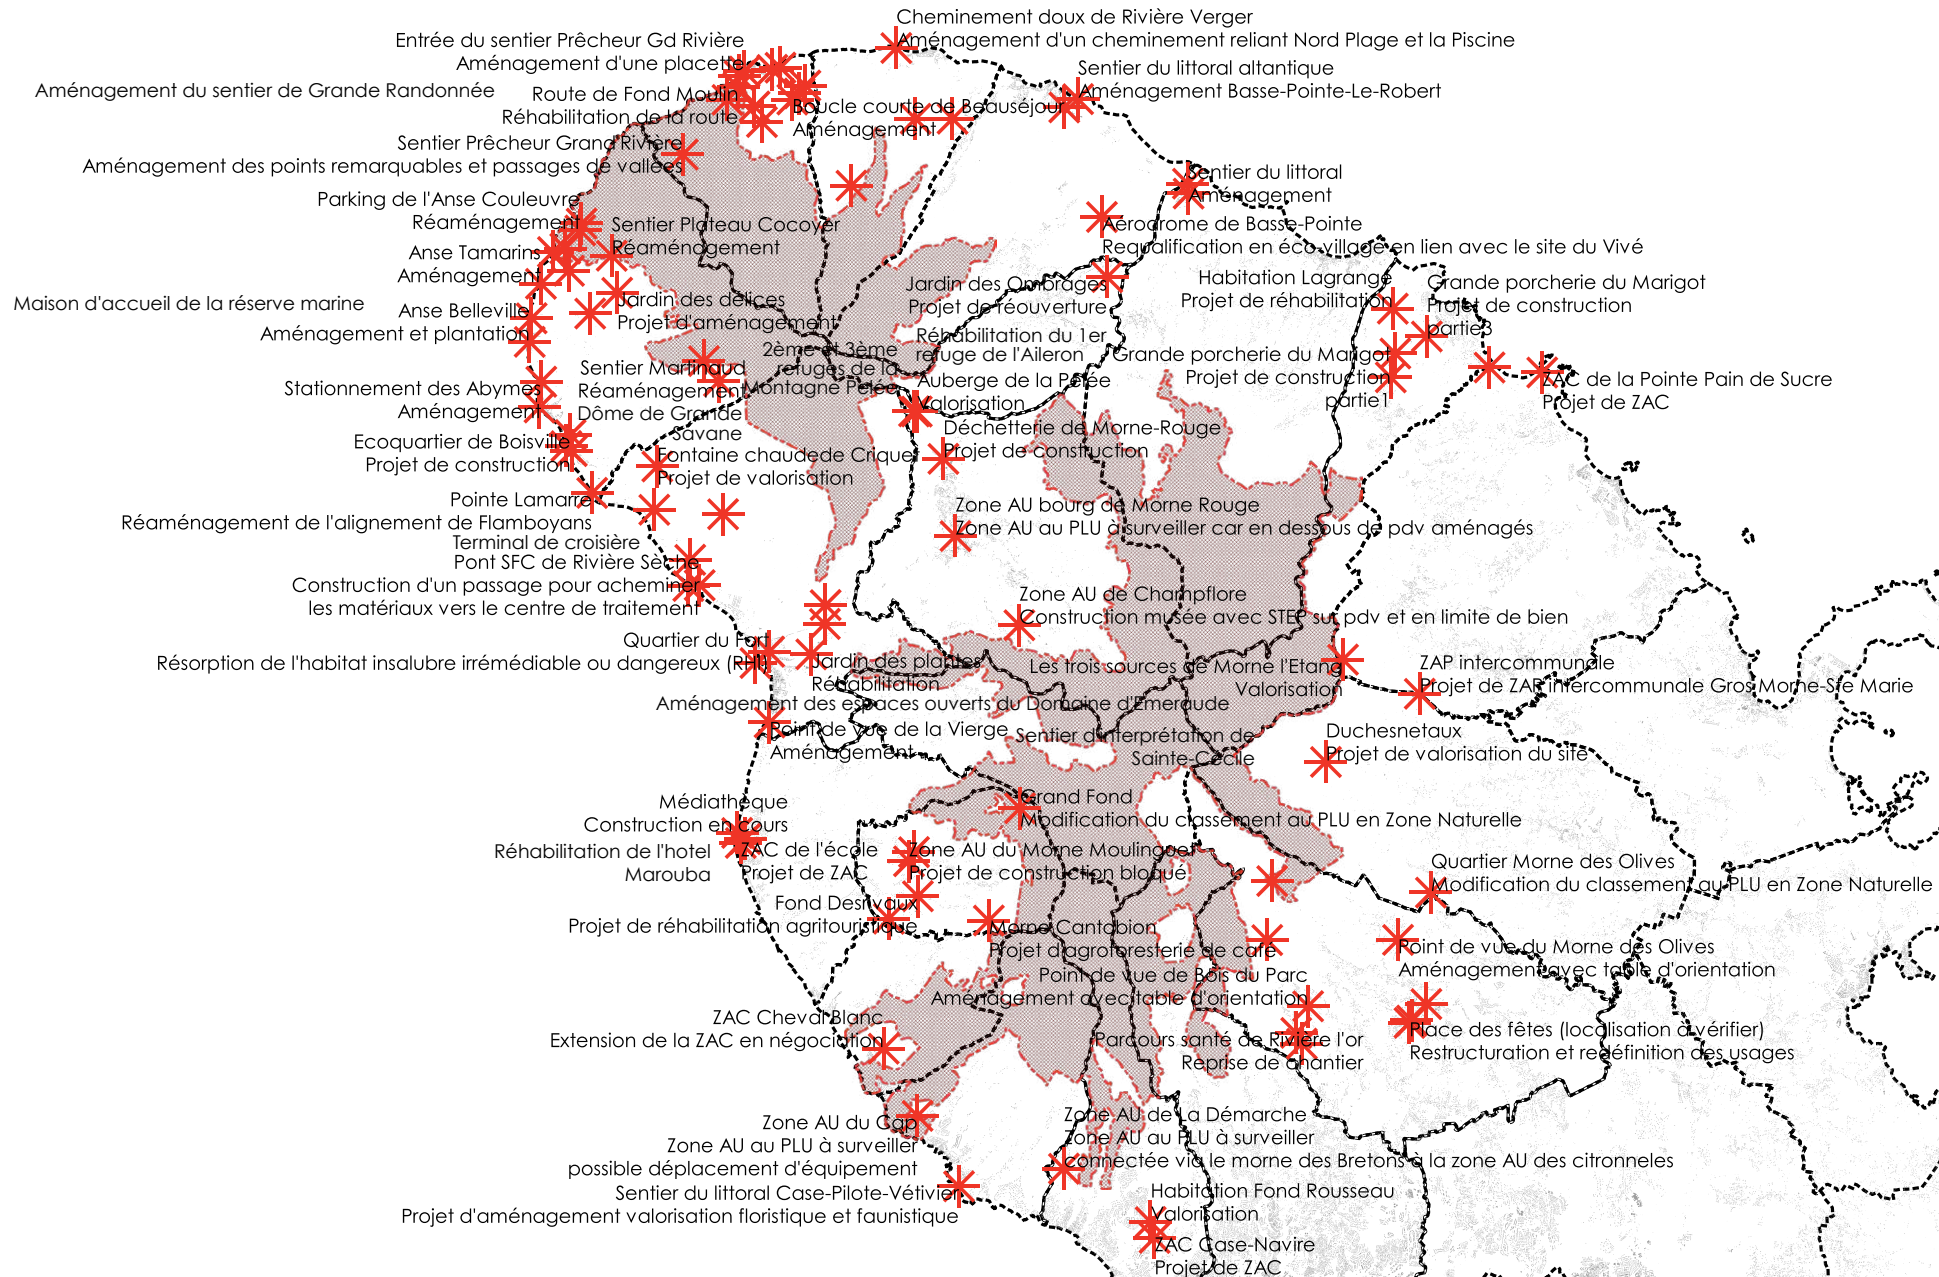 Cheminement doux de Rivière Verger
Aménagement d'un cheminement reliant Nord Plage et la Piscine
Entrée du sentier Prêcheur Gd Rivière
Aménagement d'une placette
Sentier du littoral altantique
Aménagement Basse-Pointe-Le-Robert
Aménagement du sentier de Grande Randonnée
Route de Fond Moulin
Réhabilitation de la route
Boucle courte de Beauséjour
Aménagement
Sentier Prêcheur Grand Rivière
Aménagement des points remarquables et passages de vallées
Sentier du littoral
Aménagement
Parking de l'Anse Couleuvre
Réaménagement
Sentier Plateau Cocoyer
Réaménagement
Aérodrome de Basse-Pointe
Requalification en éco-village en lien avec le site du Vivé
Anse Tamarins
Aménagement
Jardin des Ombrages
Projet de réouverture
Habitation Lagrange
Projet de réhabilitation
Grande porcherie du Marigot
Projet de construction
partie3
Maison d'accueil de la réserve marine
Anse Belleville
Aménagement et plantation
Jardin des délices
Projet d'aménagement
Réhabilitation du 1er
refuge de l'Aileron
2ème et 3ème
refuges de la
Montagne Pelée
Grande porcherie du Marigot
Projet de construction
partie1
Sentier Martinaud
Réaménagement
Auberge de la Pelée
Valorisation
ZAC de la Pointe Pain de Sucre
Projet de ZAC
Stationnement des Abymes
Aménagement
Dôme de Grande
Savane
Déchetterie de Morne-Rouge
Projet de construction
Ecoquartier de Boisville
Projet de construction
Fontaine chaudede Crique
Projet de valorisation
Pointe Lamarre
Réaménagement de l'alignement de Flamboyans
Zone AU bourg de Morne Rouge
Zone AU au PLU à surveiller car en dessous de pdv aménagés
Terminal de croisière
Pont SFC de Rivière Sèche
Construction d'un passage pour acheminer
les matériaux vers le centre de traitement
Zone AU de Champflore
Construction musée avec STEP sur pdv et en limite de bien
Quartier du Fort
Résorption de l'habitat insalubre irrémédiable ou dangereux (RHI)
Jardin des plantes
Réhabilitation
Les trois sources de Morne l'Etang
Valorisation
ZAP intercommunale
Projet de ZAP intercommunale Gros Morne-Ste Marie
Aménagement des espaces ouverts du Domaine d'Emeraude
Point de vue de la Vierge
Aménagement
Sentier d'interprétation de
Sainte-Cécile
Duchesnetaux
Projet de valorisation du site
Médiathèque
Construction en cours
Grand Fond
Modification du classement au PLU en Zone Naturelle
Réhabilitation de l'hotel
Marouba
ZAC de l'école
Projet de ZAC
Zone AU du Morne Moulinguet
Projet de construction bloqué
Quartier Morne des Olives
Modification du classement au PLU en Zone Naturelle
Fond Desrivaux
Projet de réhabilitation agritouristique
Morne Cantabion
Projet d'agroforesterie de café
Point de vue du Morne des Olives
Aménagement avec table d'orientation
Point de vue de Bois du Parc
Aménagement avec table d'orientation
ZAC Cheval Blanc
Extension de la ZAC en négociation
Parcours santé de Rivière l'or
Reprise de chantier
Place des fêtes (localisation à vérifier)
Restructuration et redéfinition des usages
Zone AU du Cap
Zone AU au PLU à surveiller
possible déplacement d'équipement
Zone AU de La Démarche
Zone AU au PLU à surveiller
connectée via le morne des Bretons à la zone AU des citronneles
Sentier du littoral Case-Pilote-Vétivier
Projet d'aménagement valorisation floristique et faunistique
Habitation Fond Rousseau
Valorisation
ZAC Case-Navire
Projet de ZAC